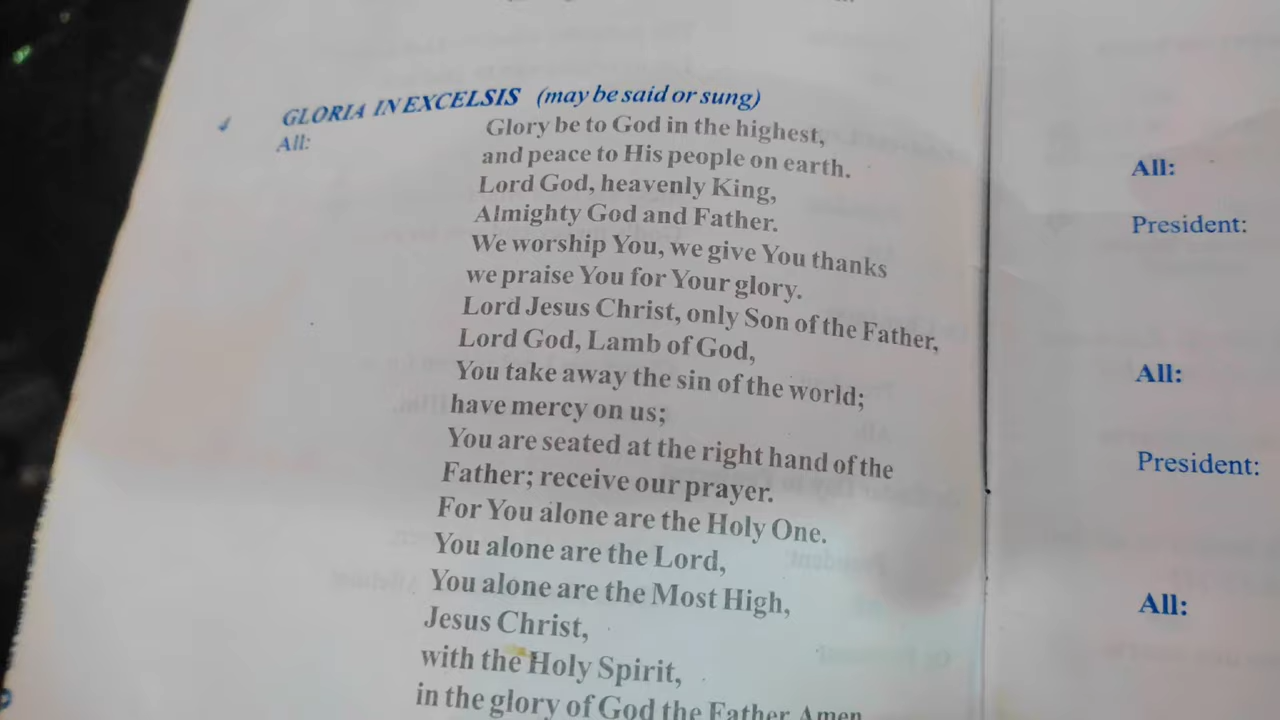 4 GLORIA IN EXCELSIS (may be said or sung)
All: Glory be to God in the highest,
and peace to His people on earth.
Lord God, heavenly King,
Almighty God and Father.
We worship You, we give You thanks
we praise You for Your glory.
Lord Jesus Christ, only Son of the Father,
Lord God, Lamb of God,
You take away the sin of the world;
have mercy on us;
You are seated at the right hand of the
Father; receive our prayer.
For You alone are the Holy One.
You alone are the Lord,
You alone are the Most High,
Jesus Christ,
with the Holy Spirit,
in the glory of God the Father Amen
All:
President:
All:
President:
All: